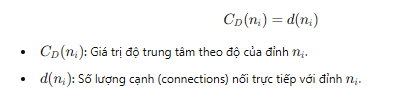 C_D(n_i) = d(n_i)
• C_D(n_i): Giá trị độ trung tâm theo độ của đỉnh n_i.
• d(n_i): Số lượng cạnh (connections) nối trực tiếp với đỉnh n_i.